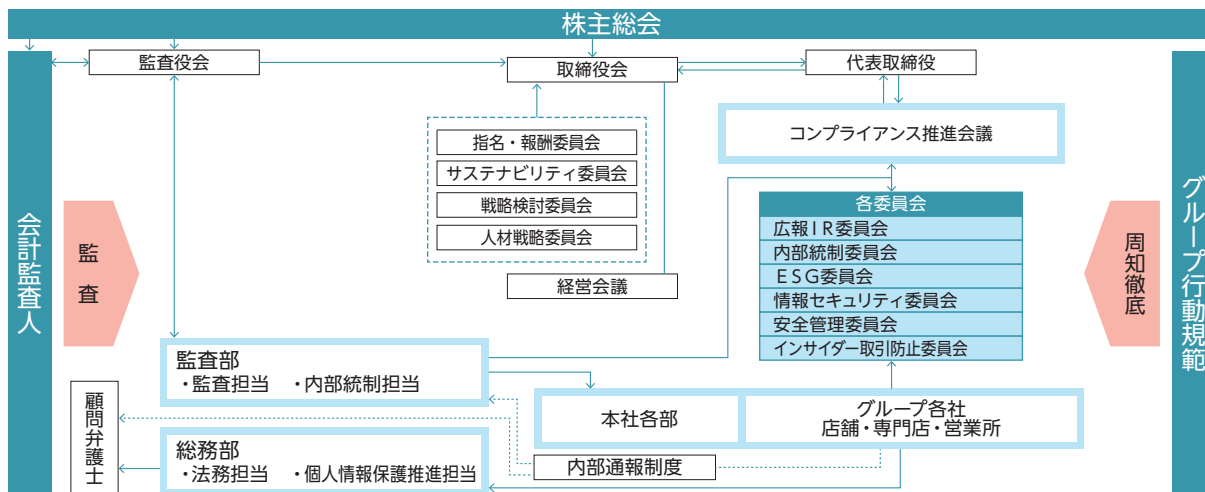 株主総会
監査役会
取締役会
代表取締役
コンプライアンス推進会議
指名・報酬委員会
サステナビリティ委員会
戦略検討委員会
人材戦略委員会
経営会議
各委員会
広報IR委員会
内部統制委員会
ESG委員会
情報セキュリティ委員会
安全管理委員会
インサイダー取引防止委員会
会計監査人
監査
周知徹底
グループ行動規範
監査部
・監査担当 ・内部統制担当
本社各部
グループ各社
店舗・専門店・営業所
顧問弁護士
総務部
・法務担当 ・個人情報保護推進担当
内部通報制度